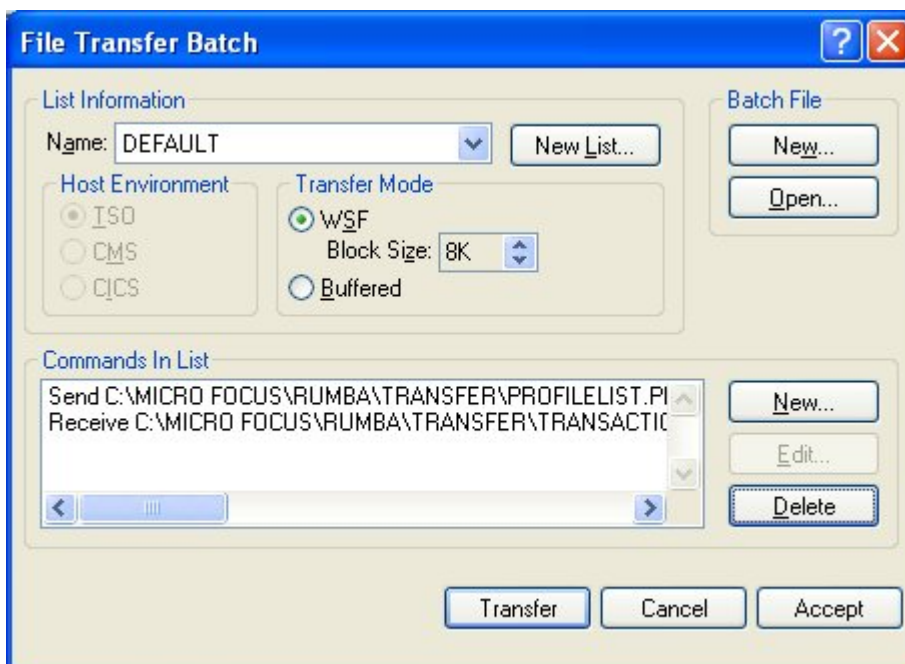 File Transfer Batch
List Information
Name: DEFAULT
New List...
Host Environment
TSO
CMS
CICS
Transfer Mode
WSF
Block Size: 8K
Buffered
Batch File
New...
Open...
Commands In List
Send C:\MICRO FOCUS\RUMBA\TRANSFER\PROFILELIST.PI
Receive C:\MICRO FOCUS\RUMBA\TRANSFER\TRANSACTIO
New...
Edit...
Delete
Transfer
Cancel
Accept